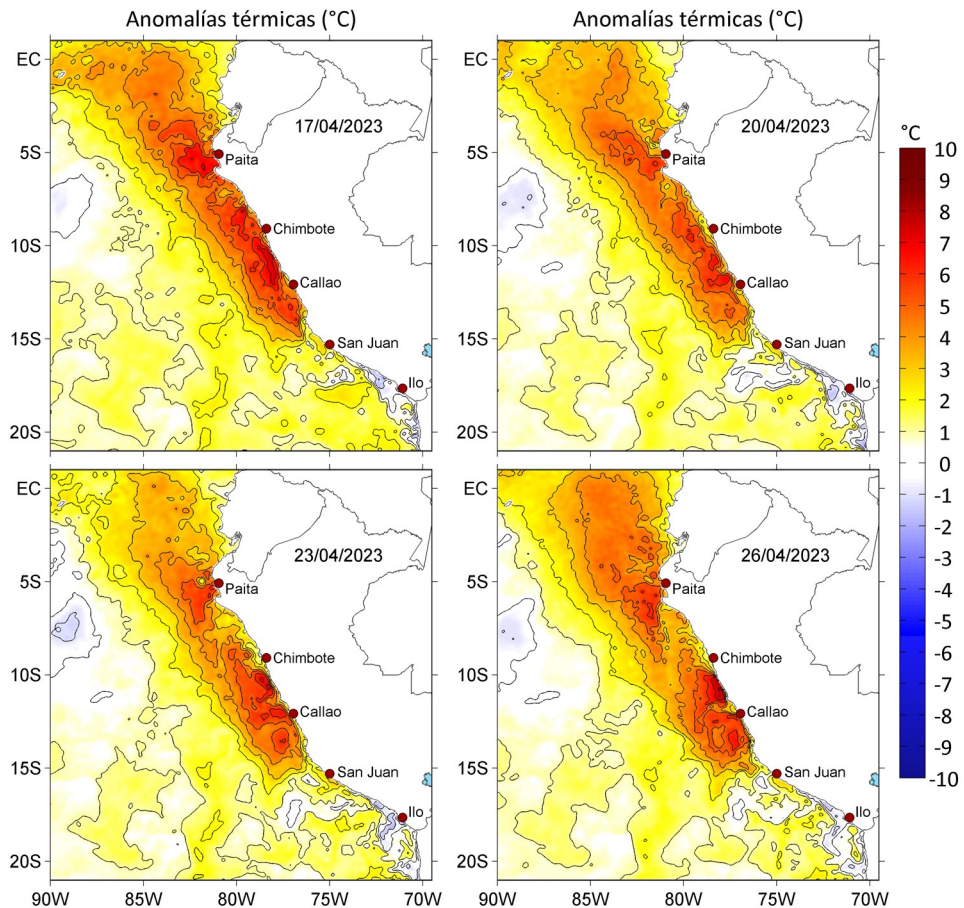 Anomalías térmicas (°C)
Anomalías térmicas (°C)
EC
5S
10S
15S
20S
17/04/2023
Paita
Chimbote
Callao
San Juan
Ilo
EC
5S
10S
15S
20S
20/04/2023
Paita
Chimbote
Callao
San Juan
Ilo
EC
5S
10S
15S
20S
23/04/2023
Paita
Chimbote
Callao
San Juan
Ilo
90W 85W 80W 75W 70W
EC
5S
10S
15S
20S
26/04/2023
Paita
Chimbote
Callao
San Juan
Ilo
90W 85W 80W 75W 70W
°C
10
9
8
7
6
5
4
3
2
1
0
-1
-2
-3
-4
-5
-6
-7
-8
-9
-10